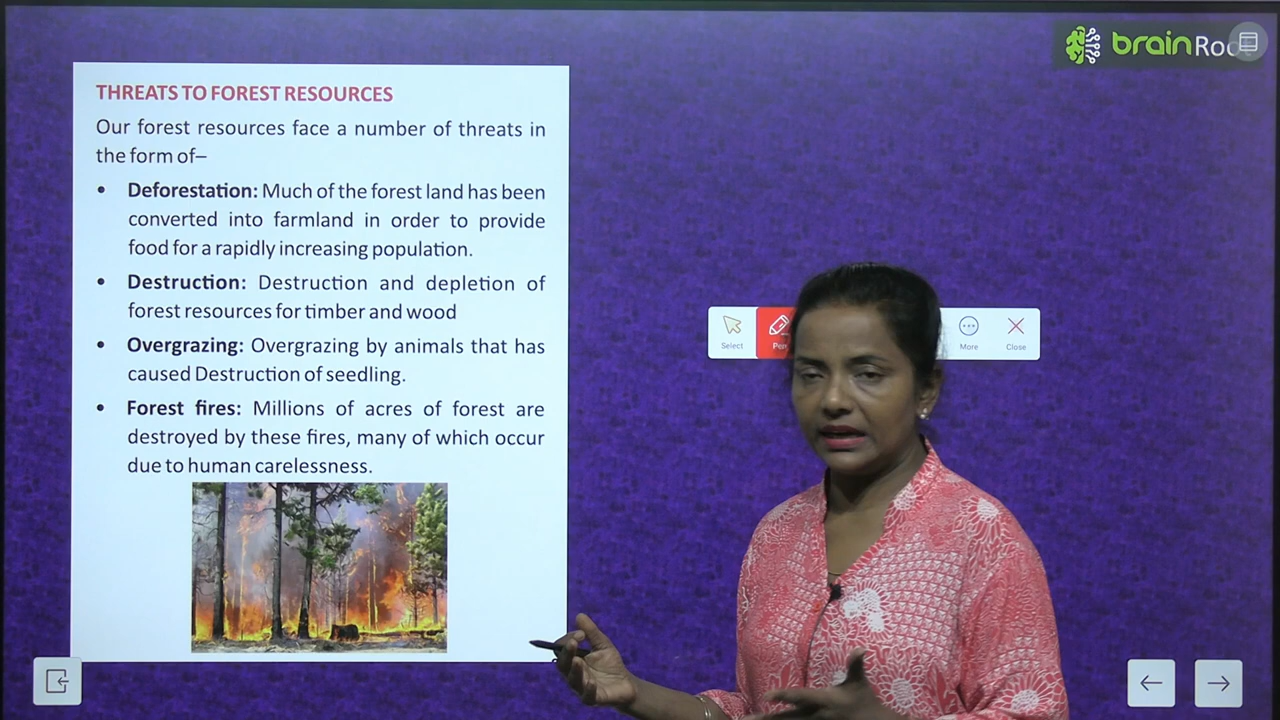 brainRoot
THREATS TO FOREST RESOURCES
Our forest resources face a number of threats in
the form of–
• Deforestation: Much of the forest land has been
converted into farmland in order to provide
food for a rapidly increasing population.
• Destruction: Destruction and depletion of
forest resources for timber and wood
• Overgrazing: Overgrazing by animals that has
caused Destruction of seedling.
• Forest fires: Millions of acres of forest are
destroyed by these fires, many of which occur
due to human carelessness.
Select
Pen
More
Close